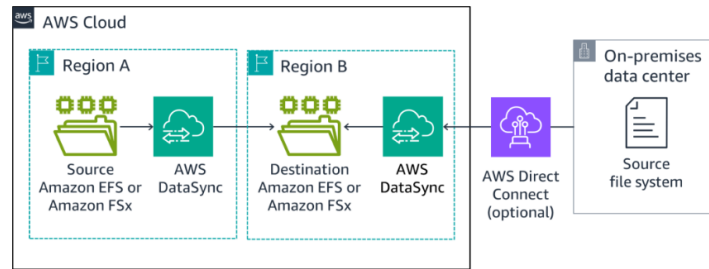 aws
AWS Cloud
Region A
Source
Amazon EFS or
Amazon FSx
AWS
DataSync
Region B
Destination
Amazon EFS or
Amazon FSx
AWS
DataSync
AWS Direct
Connect
(optional)
On-premises
data center
Source
file system